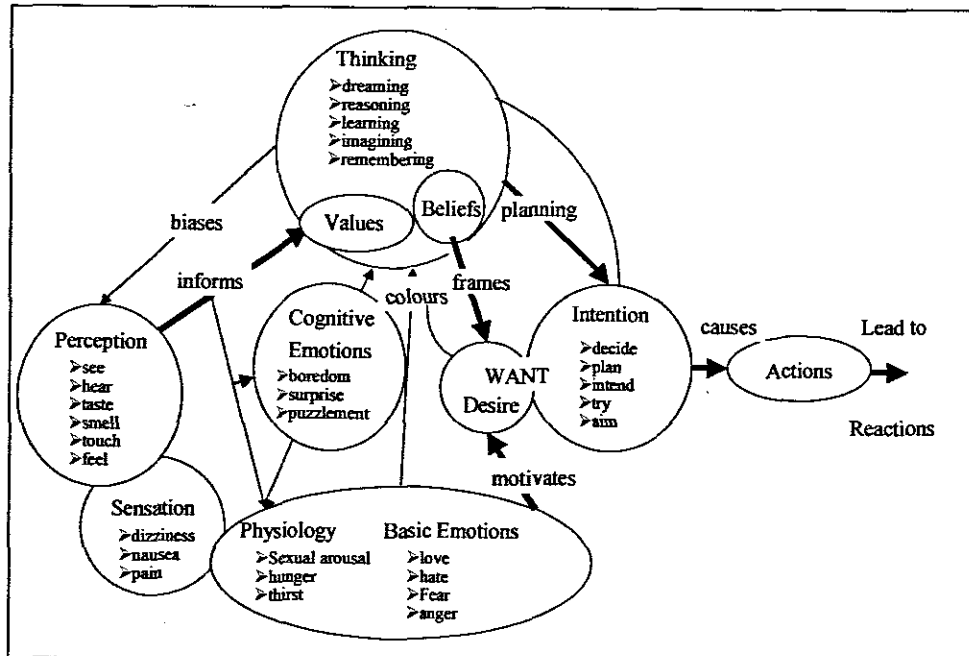 Thinking
➢dreaming
➢reasoning
➢learning
➢imagining
➢remembering
Values
Beliefs
planning
biases
informs
frames
colours
Perception
➢see
➢hear
➢taste
➢smell
➢touch
➢feel
Cognitive
Emotions
➢boredom
➢surprise
➢puzzlement
WANT
Desire
Intention
➢decide
➢plan
➢intend
➢try
➢aim
causes
Actions
Lead to
Reactions
motivates
Sensation
➢dizziness
➢nausea
➢pain
Physiology
➢Sexual arousal
➢hunger
➢thirst
Basic Emotions
➢love
➢hate
➢Fear
➢anger